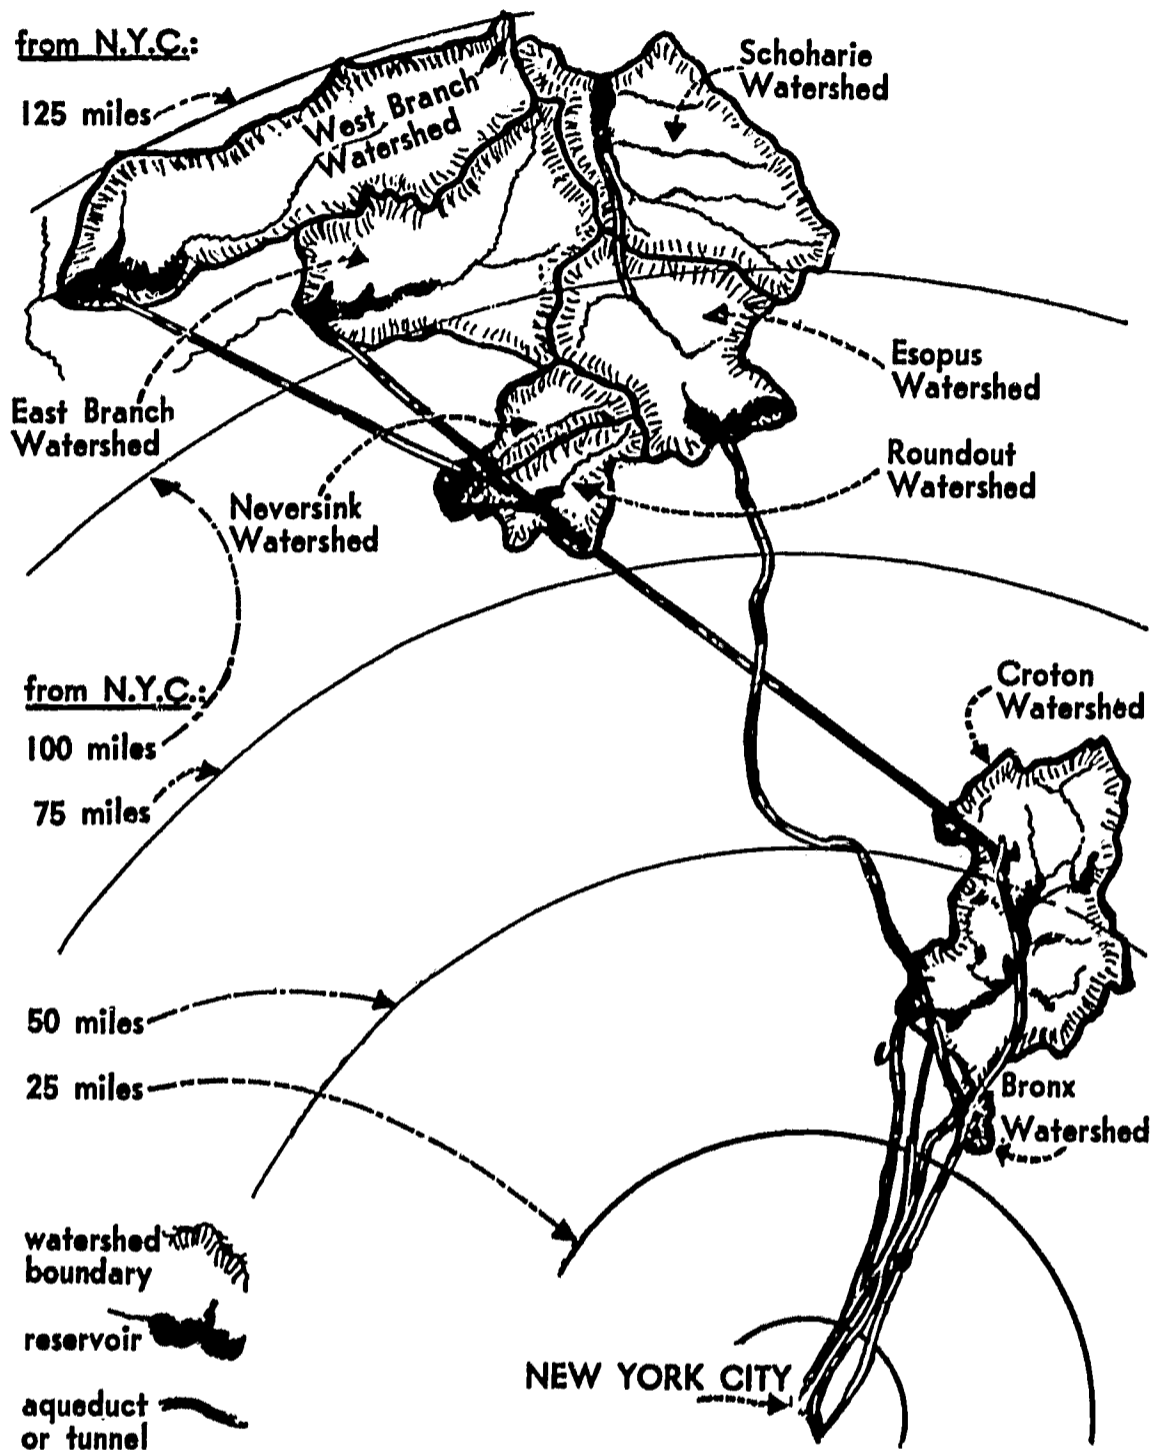 from N.Y.C.:
125 miles
West Branch
Watershed
Schoharie
Watershed
Esopus
Watershed
East Branch
Watershed
Roundout
Watershed
Neversink
Watershed
from N.Y.C.:
100 miles
75 miles
Croton
Watershed
50 miles
25 miles
Bronx
Watershed
watershed
boundary
reservoir
NEW YORK CITY
aqueduct
or tunnel